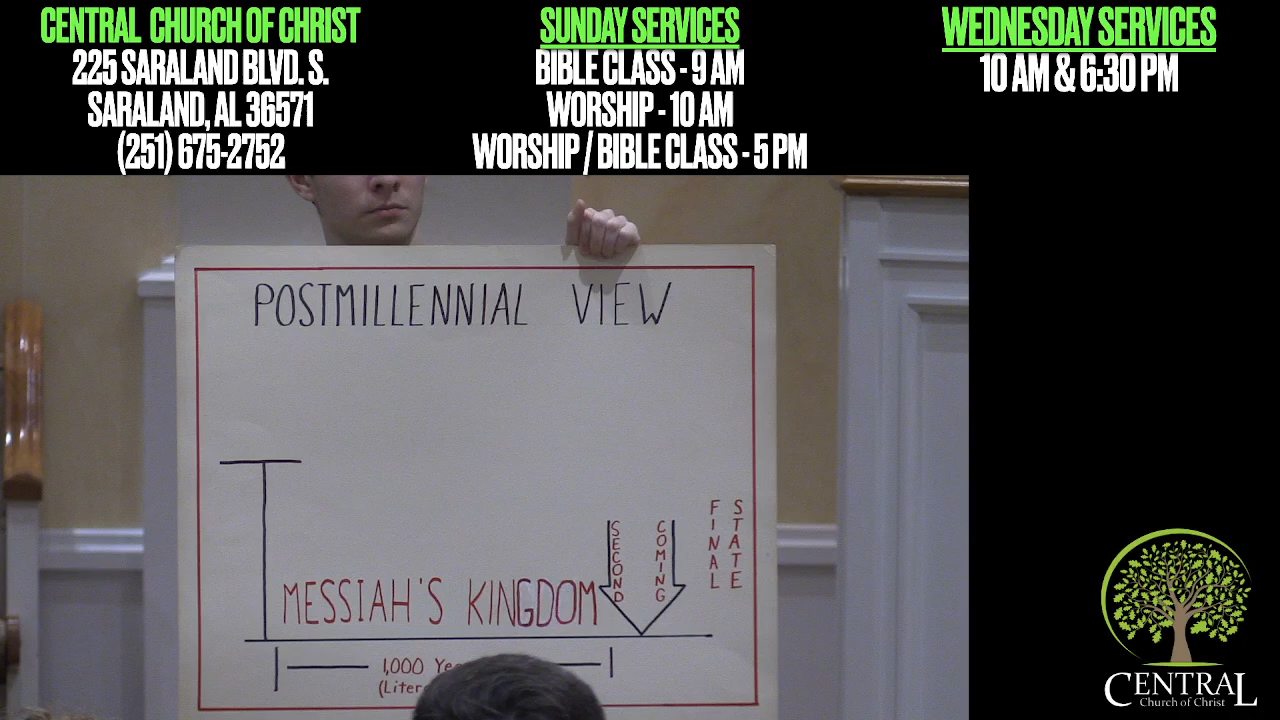 CENTRAL CHURCH OF CHRIST
225 SARALAND BLVD. S.
SARALAND, AL 36571
(251) 675-2752
SUNDAY SERVICES
BIBLE CLASS - 9 AM
WORSHIP - 10 AM
WORSHIP / BIBLE CLASS - 5 PM
WEDNESDAY SERVICES
10 AM & 6:30 PM
POSTMILLENNIAL VIEW
MESSIAH'S KINGDOM
SECOND
COMING
FINAL
STATE
1,000
CENTRAL
Church of Christ